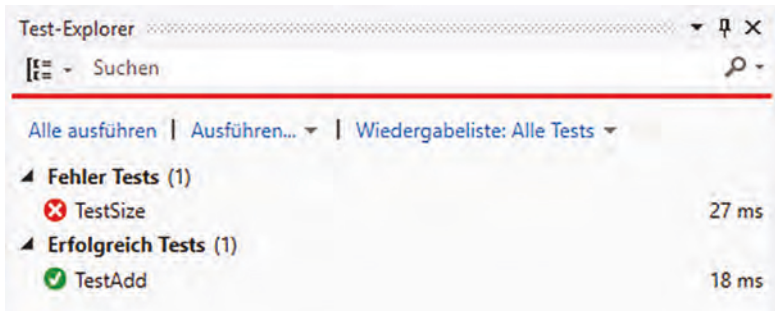 Test-Explorer
Suchen
Alle ausführen | Ausführen... | Wiedergabeliste: Alle Tests
Fehler Tests (1)
TestSize 27 ms
Erfolgreich Tests (1)
TestAdd 18 ms